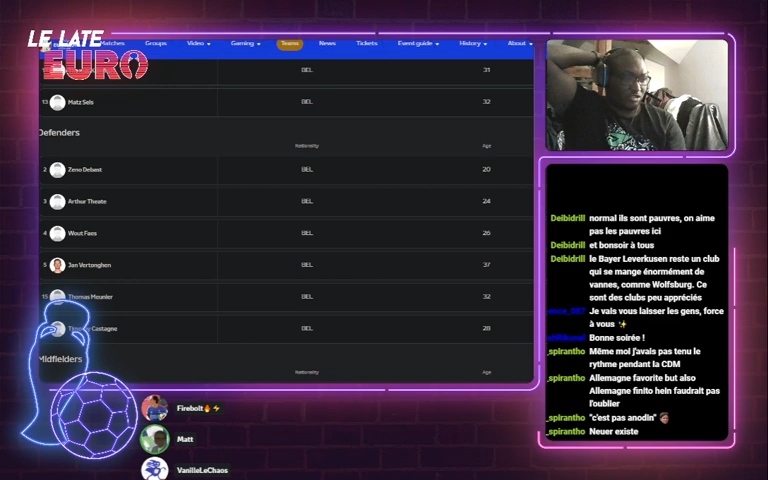 LE LATE
EURO
Matches Groups Video Gaming Teams News Tickets Event guide History About
BEL 31
13 Matz Sels BEL 32
Defenders
Nationality Age
2 Zeno Debast BEL 20
3 Arthur Theate BEL 24
4 Wout Faes BEL 26
5 Jan Vertonghen BEL 37
15 Thomas Meunier BEL 32
Timothy Castagne BEL 28
Midfielders
Nationality Age
Firebolt🔥⚡
Matt
VanilleLeChaos
Deibidrill normal ils sont pauvres, on aime
pas les pauvres ici
Deibidrill et bonsoir à tous
Deibidrill le Bayer Leverkusen reste un club
qui se mange énormément de
vannes, comme Wolfsburg. Ce
sont des clubs peu appréciés
Je vais vous laisser les gens, force
à vous ✨
Bonne soirée !
_spirantho Même moi j'avais pas tenu le
rythme pendant la CDM
_spirantho Allemagne favorite but also
Allemagne finito hein faudrait pas
l'oublier
_spirantho "c'est pas anodin"
_spirantho Neuer existe